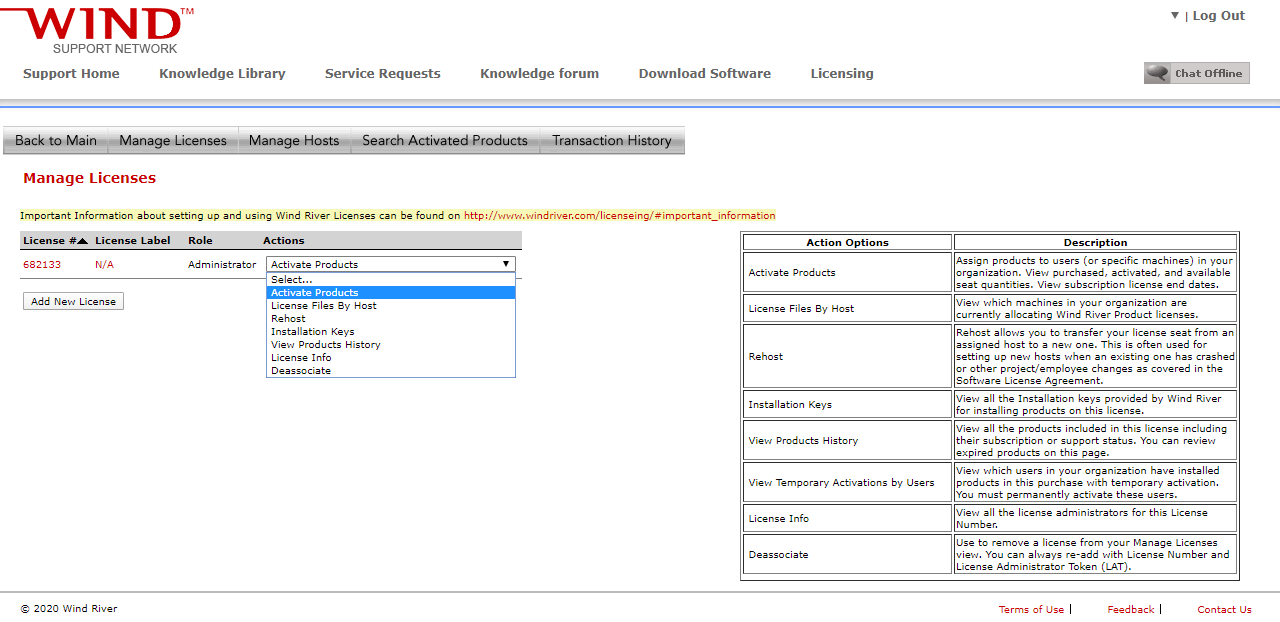 WIND™
SUPPORT NETWORK
▼ | Log Out
Support Home Knowledge Library Service Requests Knowledge forum Download Software Licensing
Chat Offline
Back to Main Manage Licenses Manage Hosts Search Activated Products Transaction History
Manage Licenses
Important Information about setting up and using Wind River Licenses can be found on http://www.windriver.com/licenseing/#important_information
License #▲ License Label Role Actions
682133 N/A Administrator Activate Products ▼
Select...
Activate Products
License Files By Host
Rehost
Installation Keys
View Products History
License Info
Deassociate
Add New License
Action Options Description
Activate Products
Assign products to users (or specific machines) in your
organization. View purchased, activated, and available
seat quantities. View subscription license end dates.
License Files By Host
View which machines in your organization are
currently allocating Wind River Product licenses.
Rehost
Rehost allows you to transfer your license seat from an
assigned host to a new one. This is often used for
setting up new hosts when an existing one has crashed
or other project/employee changes as covered in the
Software License Agreement.
Installation Keys
View all the Installation keys provided by Wind River
for installing products on this license.
View Products History
View all the products included in this license including
their subscription or support status. You can review
expired products on this page.
View Temporary Activations by Users
View which users in your organization have installed
products in this purchase with temporary activation.
You must permanently activate these users.
License Info
View all the license administrators for this License
Number.
Deassociate
Use to remove a license from your Manage Licenses
view. You can always re-add with License Number and
License Administrator Token (LAT).
© 2020 Wind River
Terms of Use | Feedback | Contact Us